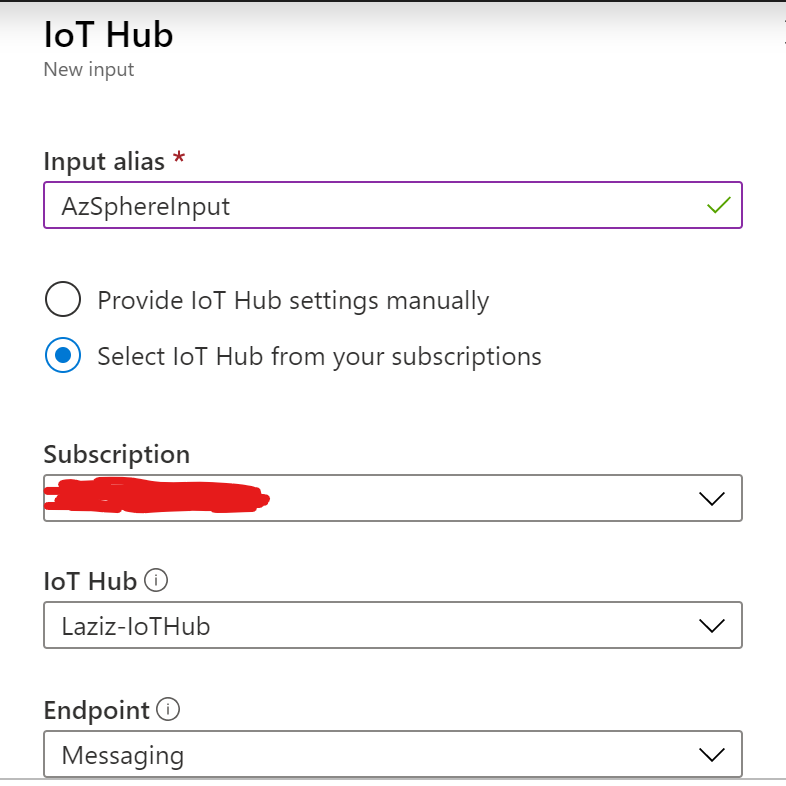 IoT Hub
New input
Input alias *
AzSphereInput
Provide IoT Hub settings manually
Select IoT Hub from your subscriptions
Subscription
IoT Hub
Laziz-IoTHub
Endpoint
Messaging